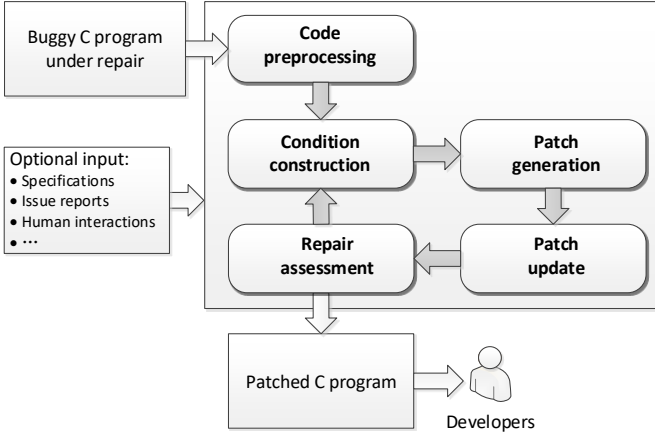 Buggy C program
under repair
Code
preprocessing
Condition
construction
Patch
generation
Optional input:
• Specifications
• Issue reports
• Human interactions
• ···
Repair
assessment
Patch
update
Patched C program
Developers